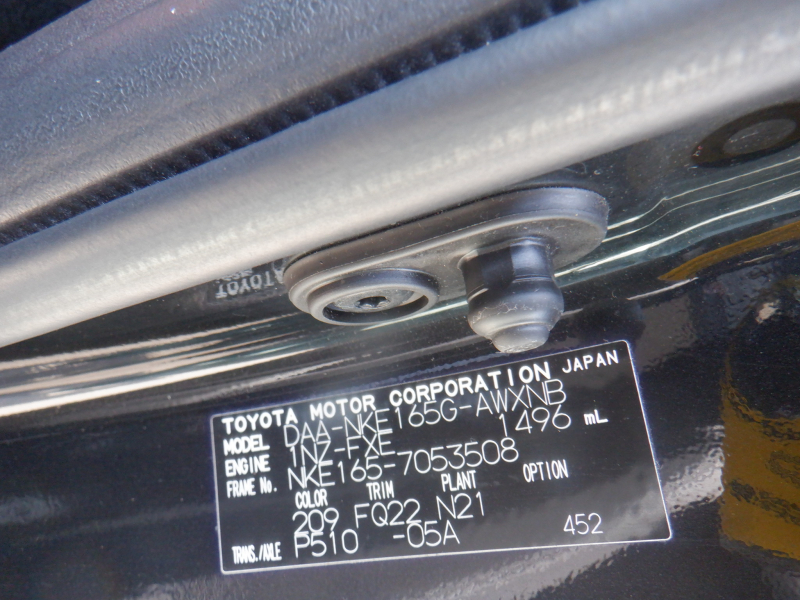 TOYOTA MOTOR CORPORATION JAPAN
MODEL DAA-NKE165G-AWXNB
ENGINE 1NZ-FXE 1496 mL
FRAME No. NKE165-7053508
COLOR TRIM PLANT OPTION
209 FQ22 N21
TRANS./AXLE P510 -05A 452